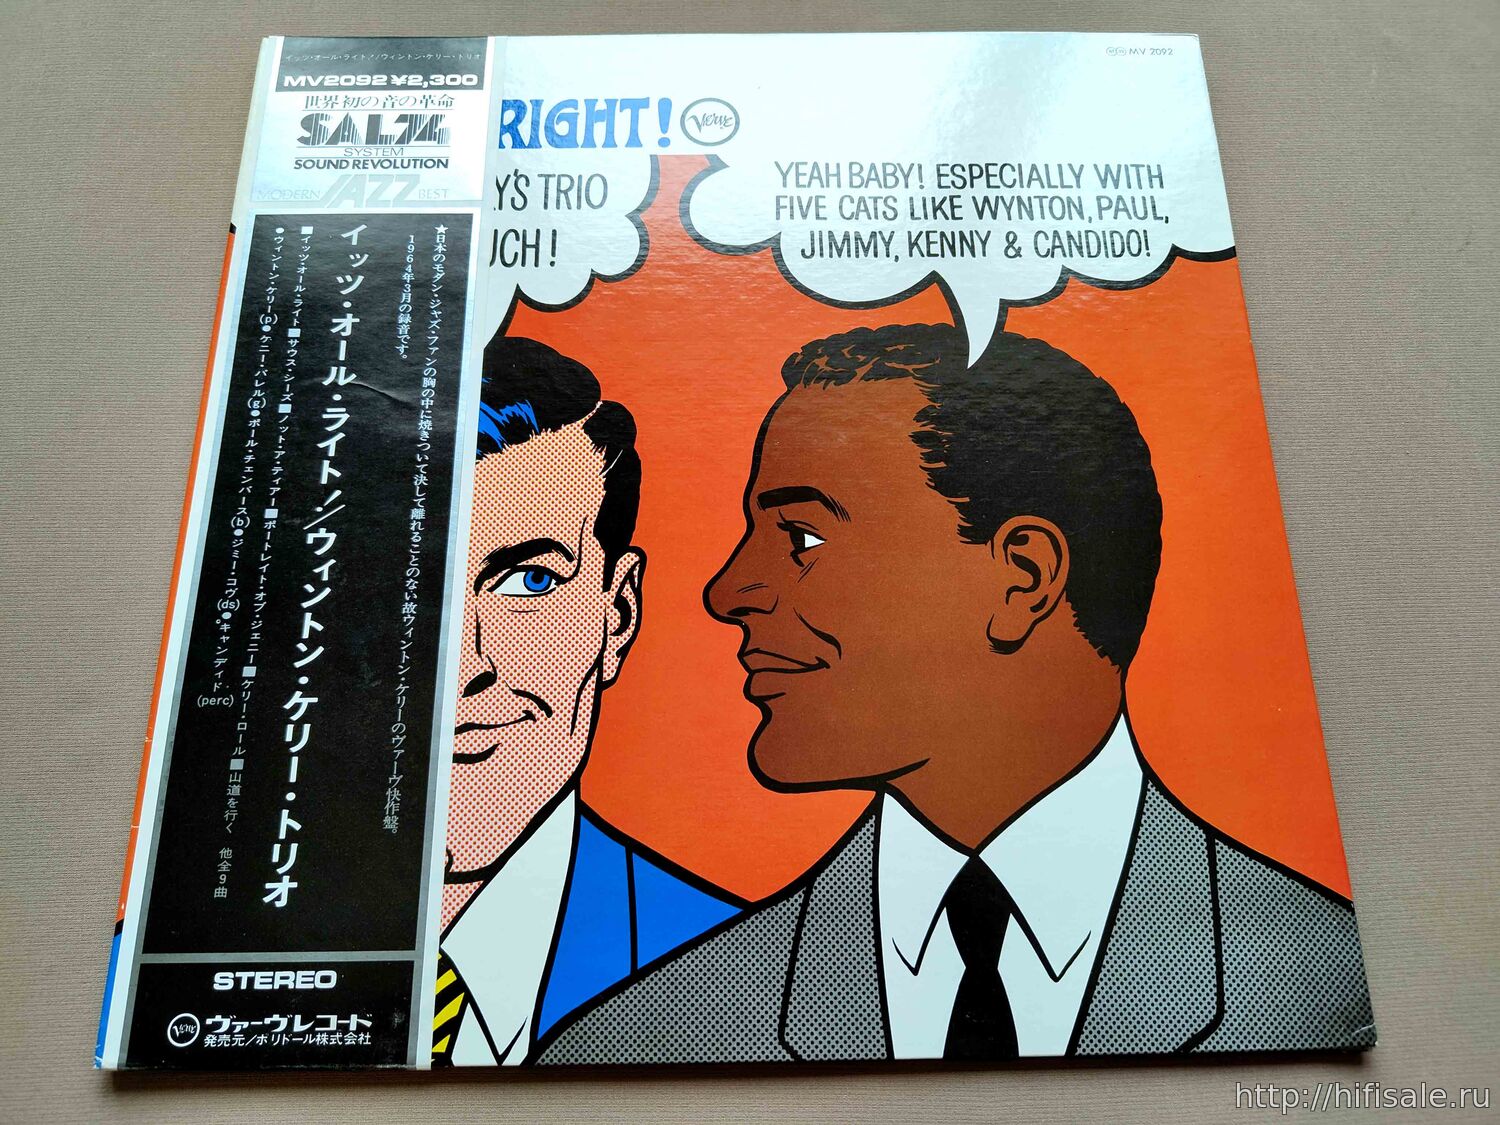 イッツ・オール・ライト!/ウィントン・ケリー・トリオ
MV2092 ¥2,300
世界初の音の革命
SAL74
SYSTEM
SOUND REVOLUTION
MODERN JAZZ BEST
★日本のモダン・ジャズ・ファンの胸の中に焼きついて決して離れることのない故ウィントン・ケリーのヴァーヴ快作盤。
1964年3月の録音です。
イッツ・オール・ライト!/ウィントン・ケリー・トリオ
■イッツ・オール・ライト■サウス・シーズ■ノット・ア・ティアー■ポートレイト・オブ・ジェニー■ケリー・ロール■山道を行く 他全9曲
●ウィントン・ケリー(p)●ケニー・バレル(g)●ポール・チェンバース(b)●ジミー・コヴ(ds)●キャンディド(perc)
STEREO
Verve ヴァーヴレコード
発売元/ポリドール株式会社
MV 2092
RIGHT! Verve
Y'S TRIO
UCH!
YEAH BABY! ESPECIALLY WITH
FIVE CATS LIKE WYNTON, PAUL,
JIMMY, KENNY & CANDIDO!
http://hifisale.ru